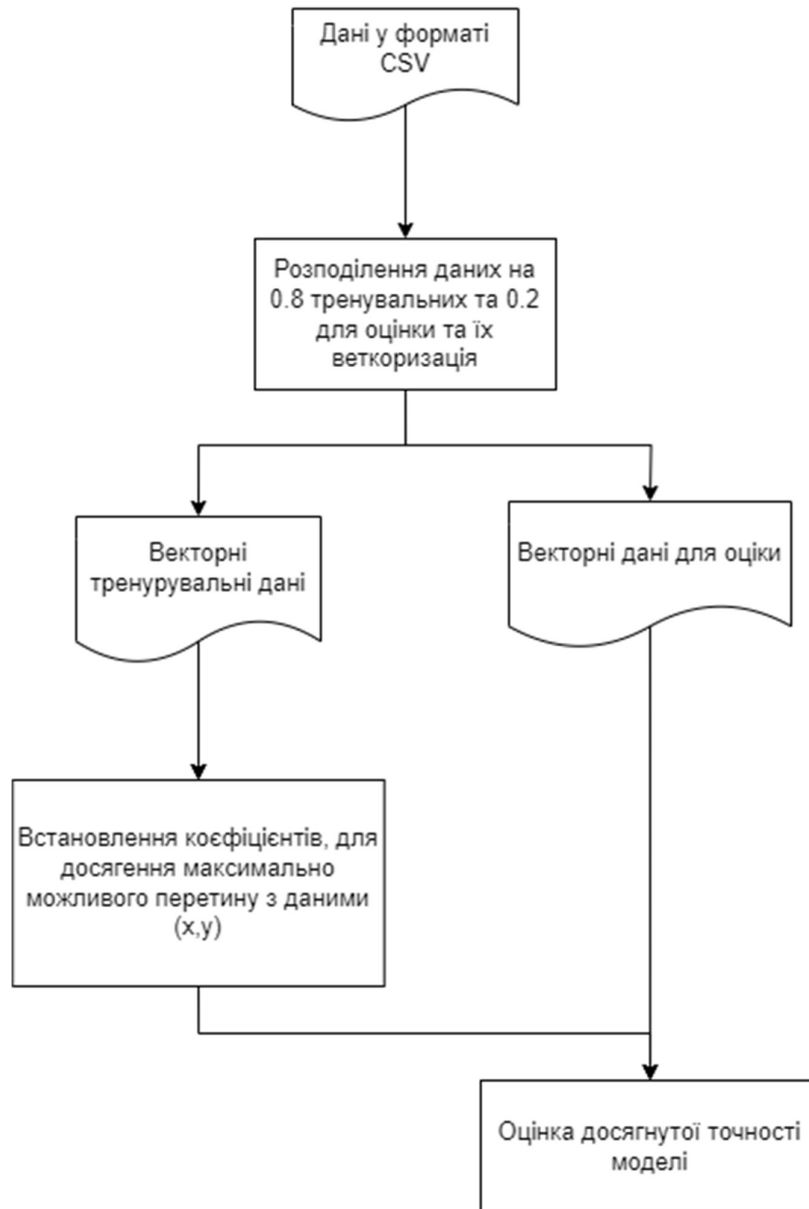 Дані у форматі
CSV
Розподілення даних на
0.8 тренувальних та 0.2
для оцінки та їх
веткоризація
Векторні
тренурувальні дані
Векторні дані для оціки
Встановлення коєфіцієнтів, для
досягення максимально
можливого перетину з даними
(x,y)
Оцінка досягнутої точності
моделі